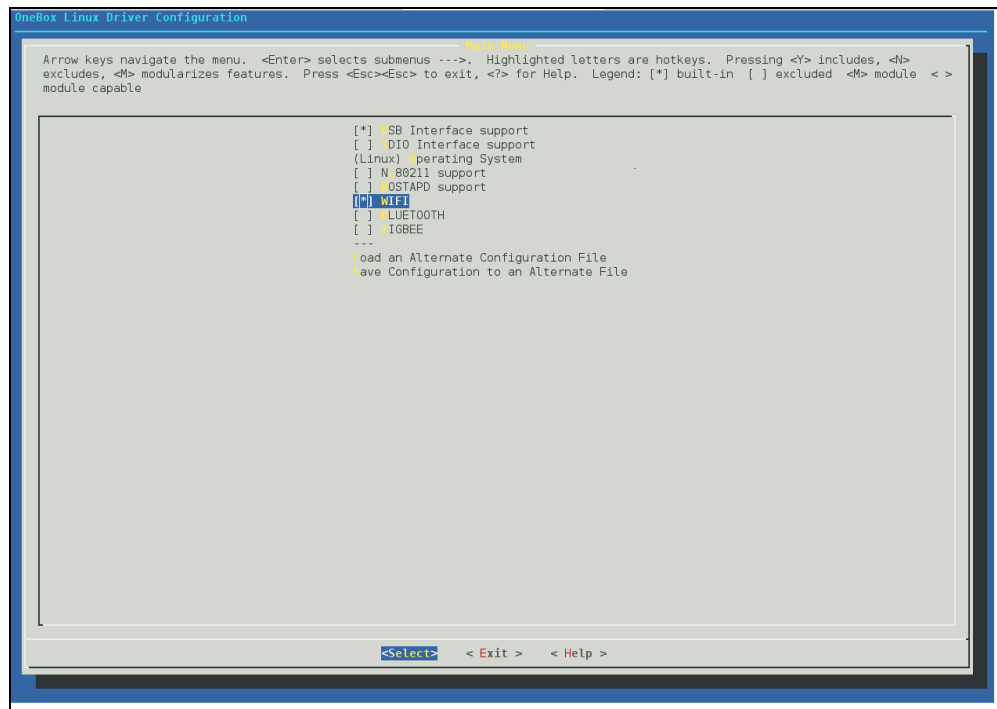 OneBox Linux Driver Configuration
Main Menu
Arrow keys navigate the menu. <Enter> selects submenus --->. Highlighted letters are hotkeys. Pressing <Y> includes, <N>
excludes, <M> modularizes features. Press <Esc><Esc> to exit, <?> for Help. Legend: [*] built-in [ ] excluded <M> module < >
module capable
[*] USB Interface support
[ ] SDIO Interface support
(Linux) Operating System
[ ] NL80211 support
[ ] HOSTAPD support
[*] WIFI
[ ] BLUETOOTH
[ ] ZIGBEE
---
Load an Alternate Configuration File
Save Configuration to an Alternate File
<Select> < Exit > < Help >